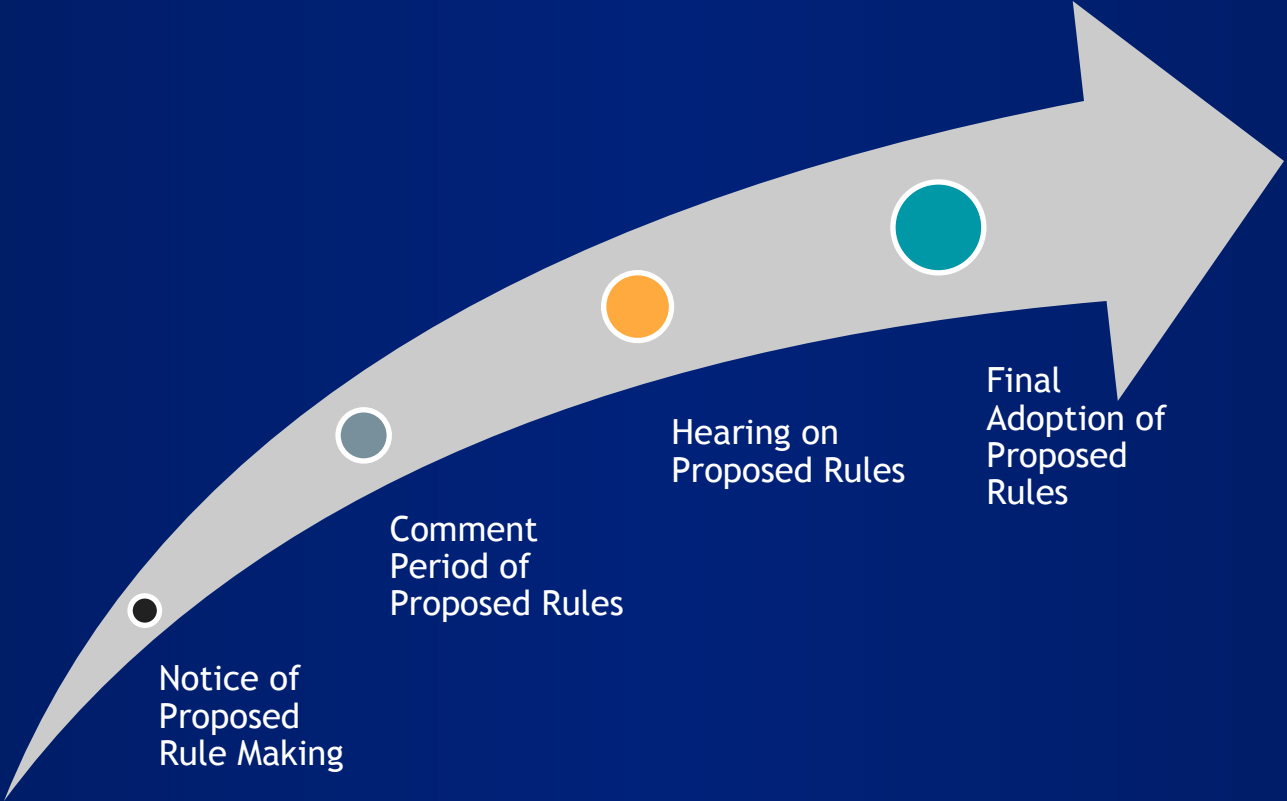 Notice of
Proposed
Rule Making
Comment
Period of
Proposed Rules
Hearing on
Proposed Rules
Final
Adoption of
Proposed
Rules